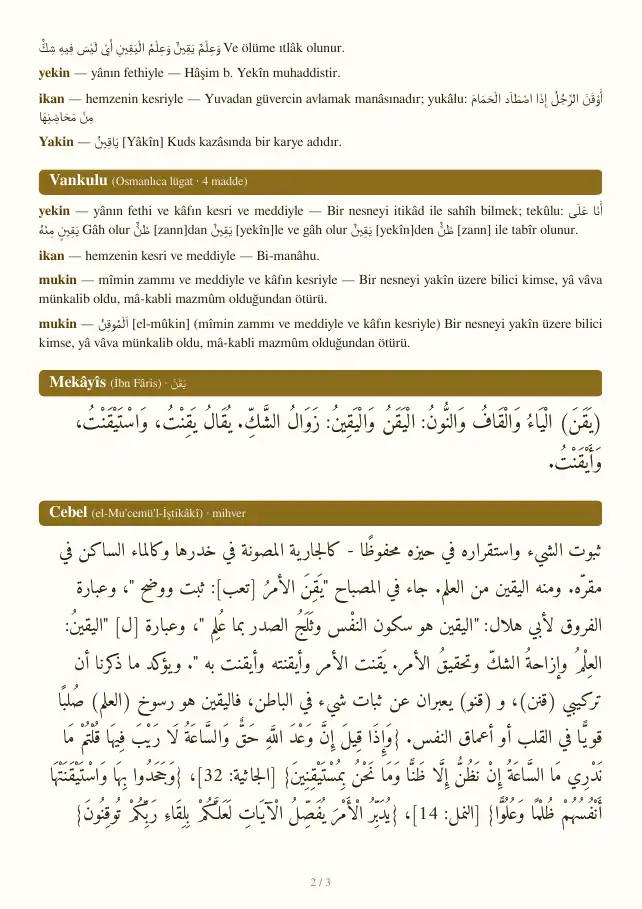 وَعِلْمٌ يَقِينٌ وَعِلْمُ الْيَقِينِ أَيْ لَيْسَ فِيهِ شِكٌّ Ve ölüme ıtlâk olunur.
yekin — yânın fethiyle — Hâşim b. Yekîn muhaddistir.
ikan — hemzenin kesriyle — Yuvadan güvercin avlamak manâsınadır; yukâlu: أَوْقَنَ الرَّجُلُ إِذَا اصْطَاَد الْحَمَامَ
مِنْ مَحَاضِنِهَا
Yakin — يَاقِينُ [Yâkîn] Kuds kazâsında bir karye adıdır.
Vankulu (Osmanlıca lügat · 4 madde)
yekin — yânın fethi ve kâfın kesri ve meddiyle — Bir nesneyi itikâd ile sahîh bilmek; tekûlu: أَنَا عَلَى
يَقِينٍ مِنْهُ Gâh olur ظَنٌّ [zann]dan يَقِينٌ [yekîn]le ve gâh olur يَقِينٌ [yekîn]den ظَنٌّ [zann] ile tabîr olunur.
ikan — hemzenin kesri ve meddiyle — Bi-manâhu.
mukin — mîmin zammı ve meddiyle ve kâfın kesriyle — Bir nesneyi yakîn üzere bilici kimse, yâ vâva
münkalib oldu, mâ-kabli mazmûm olduğundan ötürü.
mukin — اَلْمُوقِنُ [el-mûkin] (mîmin zammı ve meddiyle ve kâfın kesriyle) Bir nesneyi yakîn üzere bilici
kimse, yâ vâva münkalib oldu, mâ-kabli mazmûm olduğundan ötürü.
Mekâyîs (İbn Fâris) · يَقَنَ
(يَقَنَ) الْيَاءُ وَالْقَافُ وَالنُّونُ: الْيَقَنُ وَالْيَقِينُ: زَوَالُ الشَّكِّ. يُقَالُ يَقِنْتُ، وَاسْتَيْقَنْتُ،
وَأَيْقَنْتُ.
Cebel (el-Mu'cemü'l-İştikâkî) · mihver
ثبوت الشيء واستقراره في حيزه محفوظًا - كالجارية المصونة في خدرها وكالماء الساكن في
مقرّه. ومنه اليقين من العلم. جاء في المصباح "يَقِنَ الأمرُ [تعب]: ثبت ووضح "، وعبارة
الفروق لأبي هلال: "اليقين هو سكون النفْس وثَلَجُ الصدر بما عُلِم "، وعبارة [ل] "اليقينُ:
العِلْمُ وإزاحةُ الشكّ وتحقيقُ الأمر. يَقنت الأمر وأيقنته وأيقنت به ". ويؤكد ما ذكرنا أن
تركيبي (قنن)، و (قنو) يعبران عن ثبات شيء في الباطن، فاليقين هو رسوخ (العلم) صُلبًا
قويًّا في القلب أو أعماق النفس. {وَإِذَا قِيلَ إِنَّ وَعْدَ اللَّهِ حَقٌّ وَالسَّاعَةُ لَا رَيْبَ فِيهَا قُلْتُمْ مَا
نَدْرِي مَا السَّاعَةُ إِنْ نَظُنُّ إِلَّا ظَنًّا وَمَا نَحْنُ بِمُسْتَيْقِنِينَ} [الجاثية: 32]، {وَجَحَدُوا بِهَا وَاسْتَيْقَنَتْهَا
أَنْفُسُهُمْ ظُلْمًا وَعُلُوًّا} [النمل: 14]، {يُدَبِّرُ الْأَمْرَ يُفَصِّلُ الْآيَاتِ لَعَلَّكُمْ بِلِقَاءِ رَبِّكُمْ تُوقِنُونَ}
2 / 3